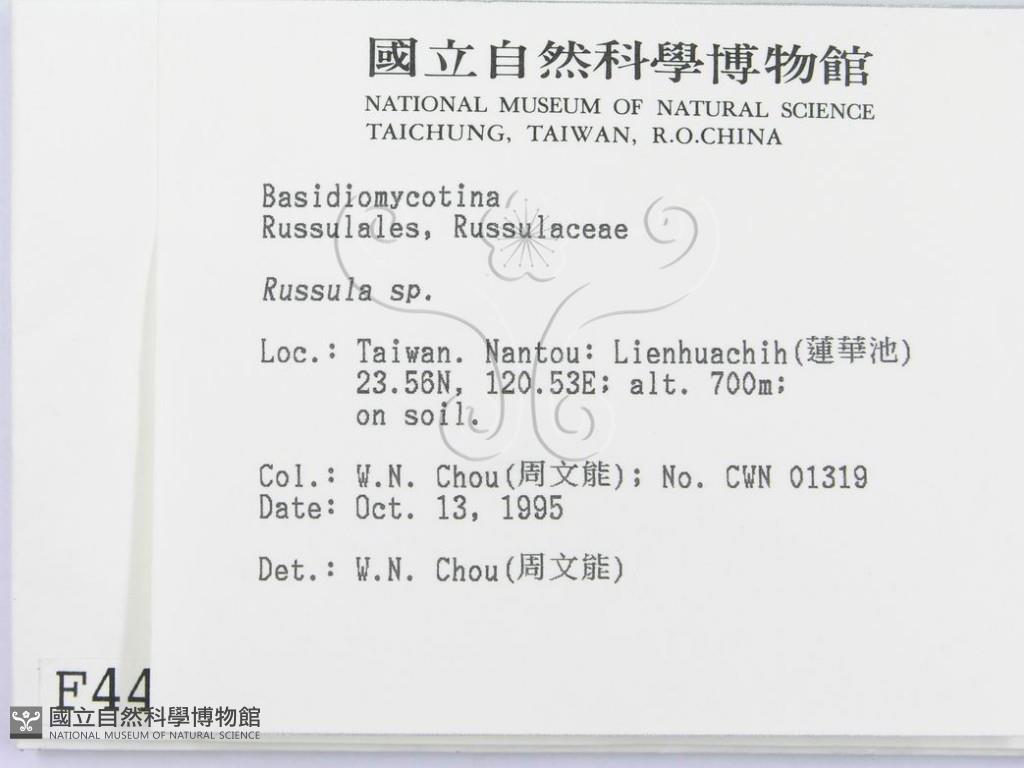 國立自然科學博物館
NATIONAL MUSEUM OF NATURAL SCIENCE
TAICHUNG, TAIWAN, R.O.CHINA
Basidiomycotina
Russulales, Russulaceae
Russula sp.
Loc.: Taiwan. Nantou: Lienhuachih(蓮華池)
23.56N, 120.53E; alt. 700m;
on soil.
Col.: W.N. Chou(周文能); No. CWN 01319
Date: Oct. 13, 1995
Det.: W.N. Chou(周文能)
F44
國立自然科學博物館
NATIONAL MUSEUM OF NATURAL SCIENCE